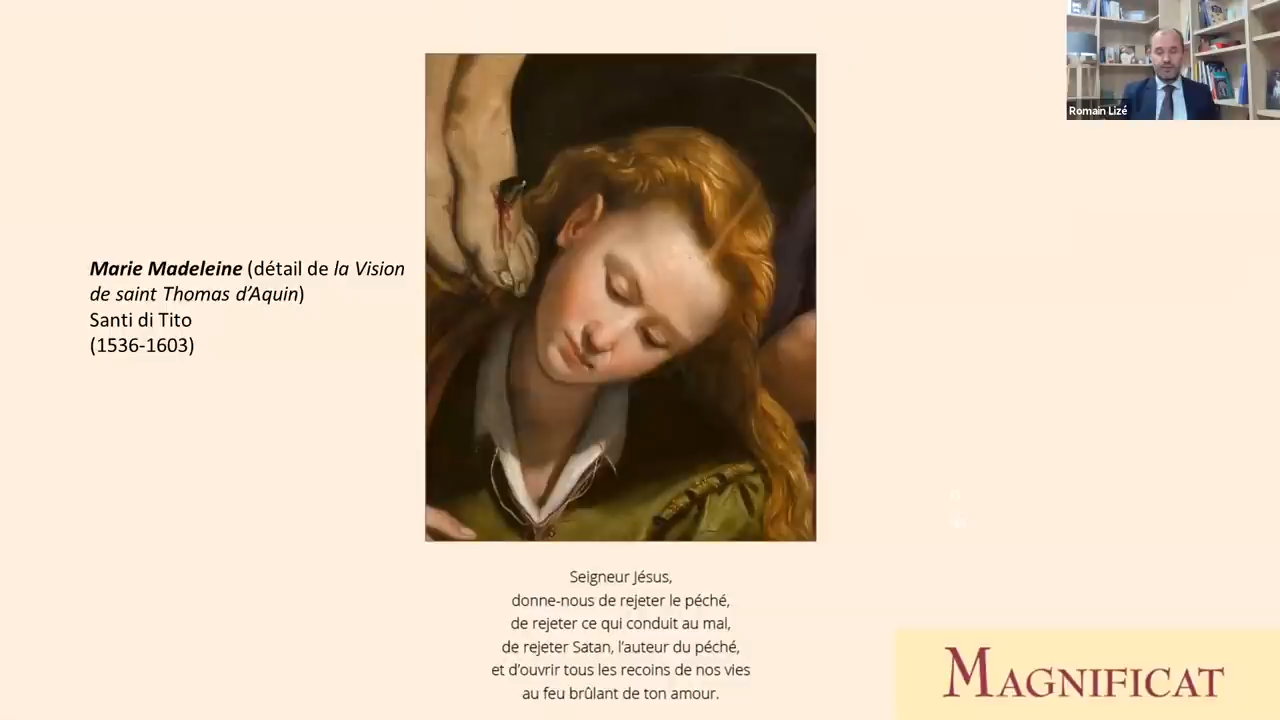 Romain Lizé
Marie Madeleine (détail de la Vision
de saint Thomas d'Aquin)
Santi di Tito
(1536-1603)
Seigneur Jésus,
donne-nous de rejeter le péché,
de rejeter ce qui conduit au mal,
de rejeter Satan, l'auteur du péché,
et d'ouvrir tous les recoins de nos vies
au feu brûlant de ton amour.
MAGNIFICAT